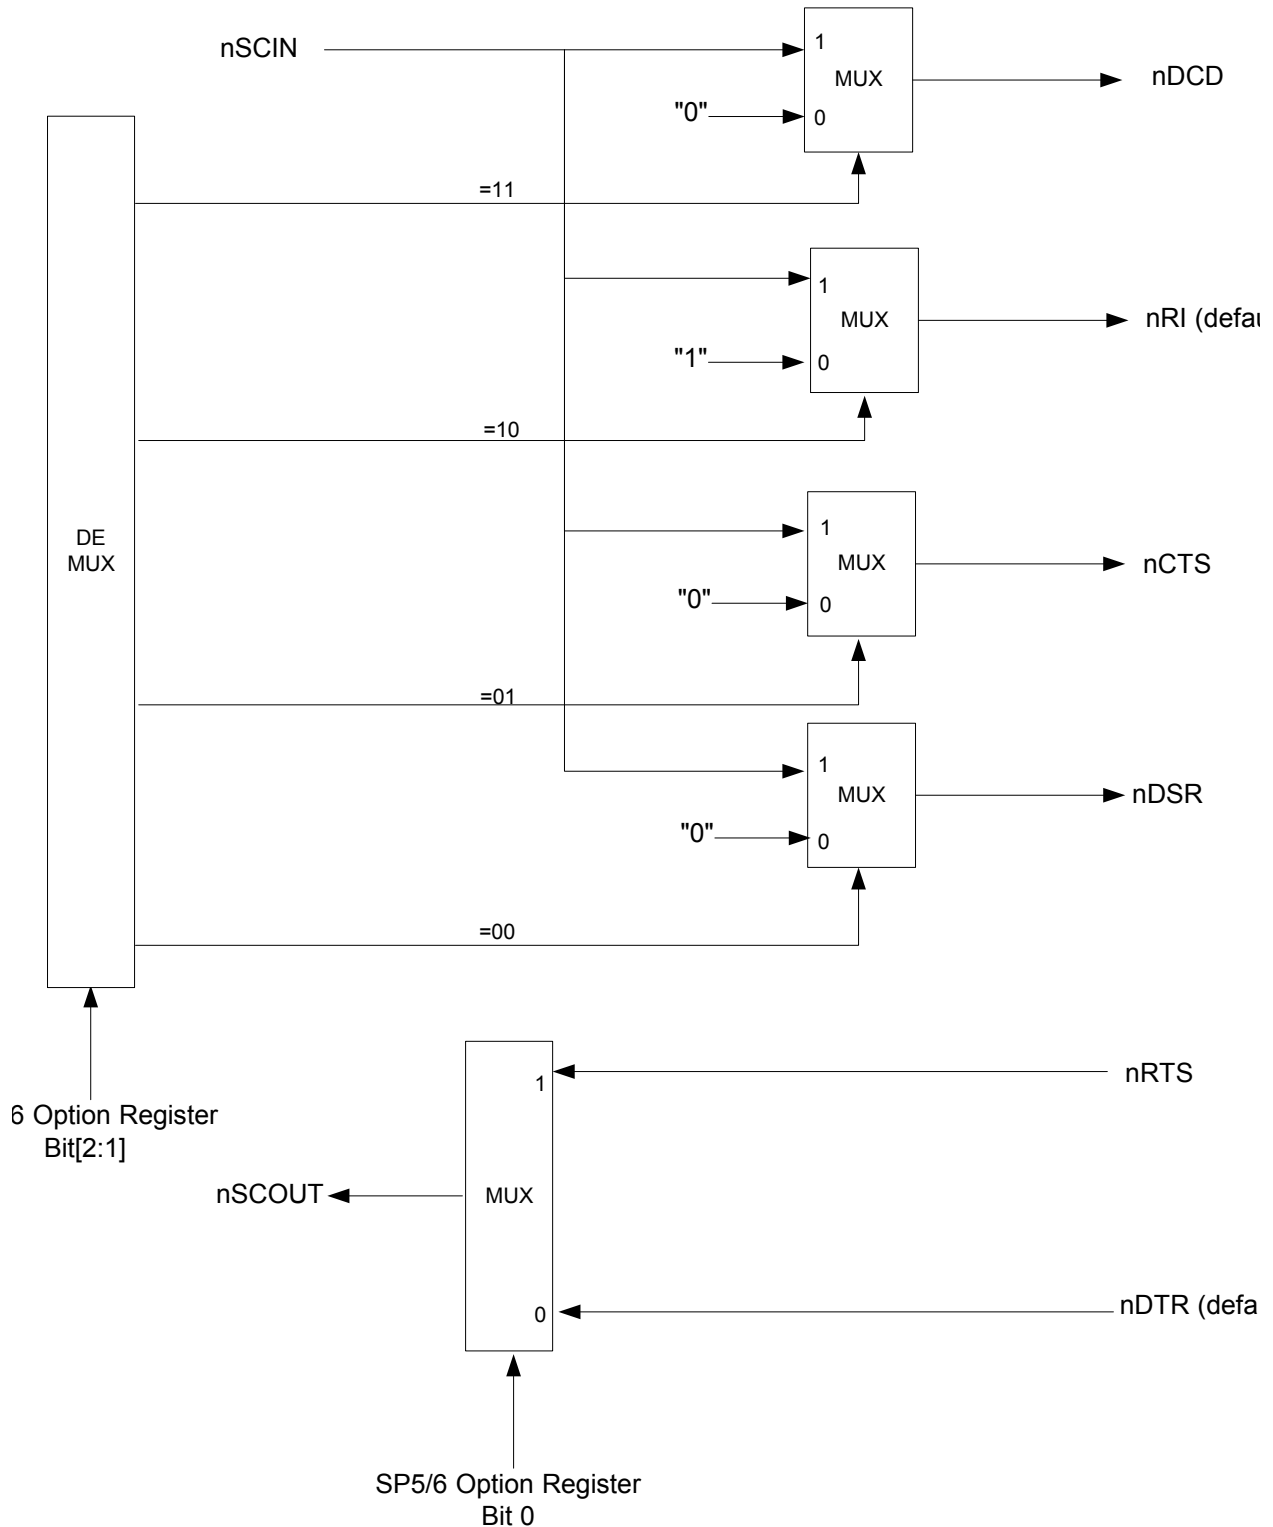 nSCIN
1
MUX
nDCD
"0"
0
=11
1
MUX
nRI
"1"
0
=10
DE
MUX
1
MUX
nCTS
"0"
0
=01
1
MUX
nDSR
"0"
0
=00
1
nRTS
6 Option Register
Bit[2:1]
nSCOUT
MUX
0
nDTR (defa
SP5/6 Option Register
Bit 0